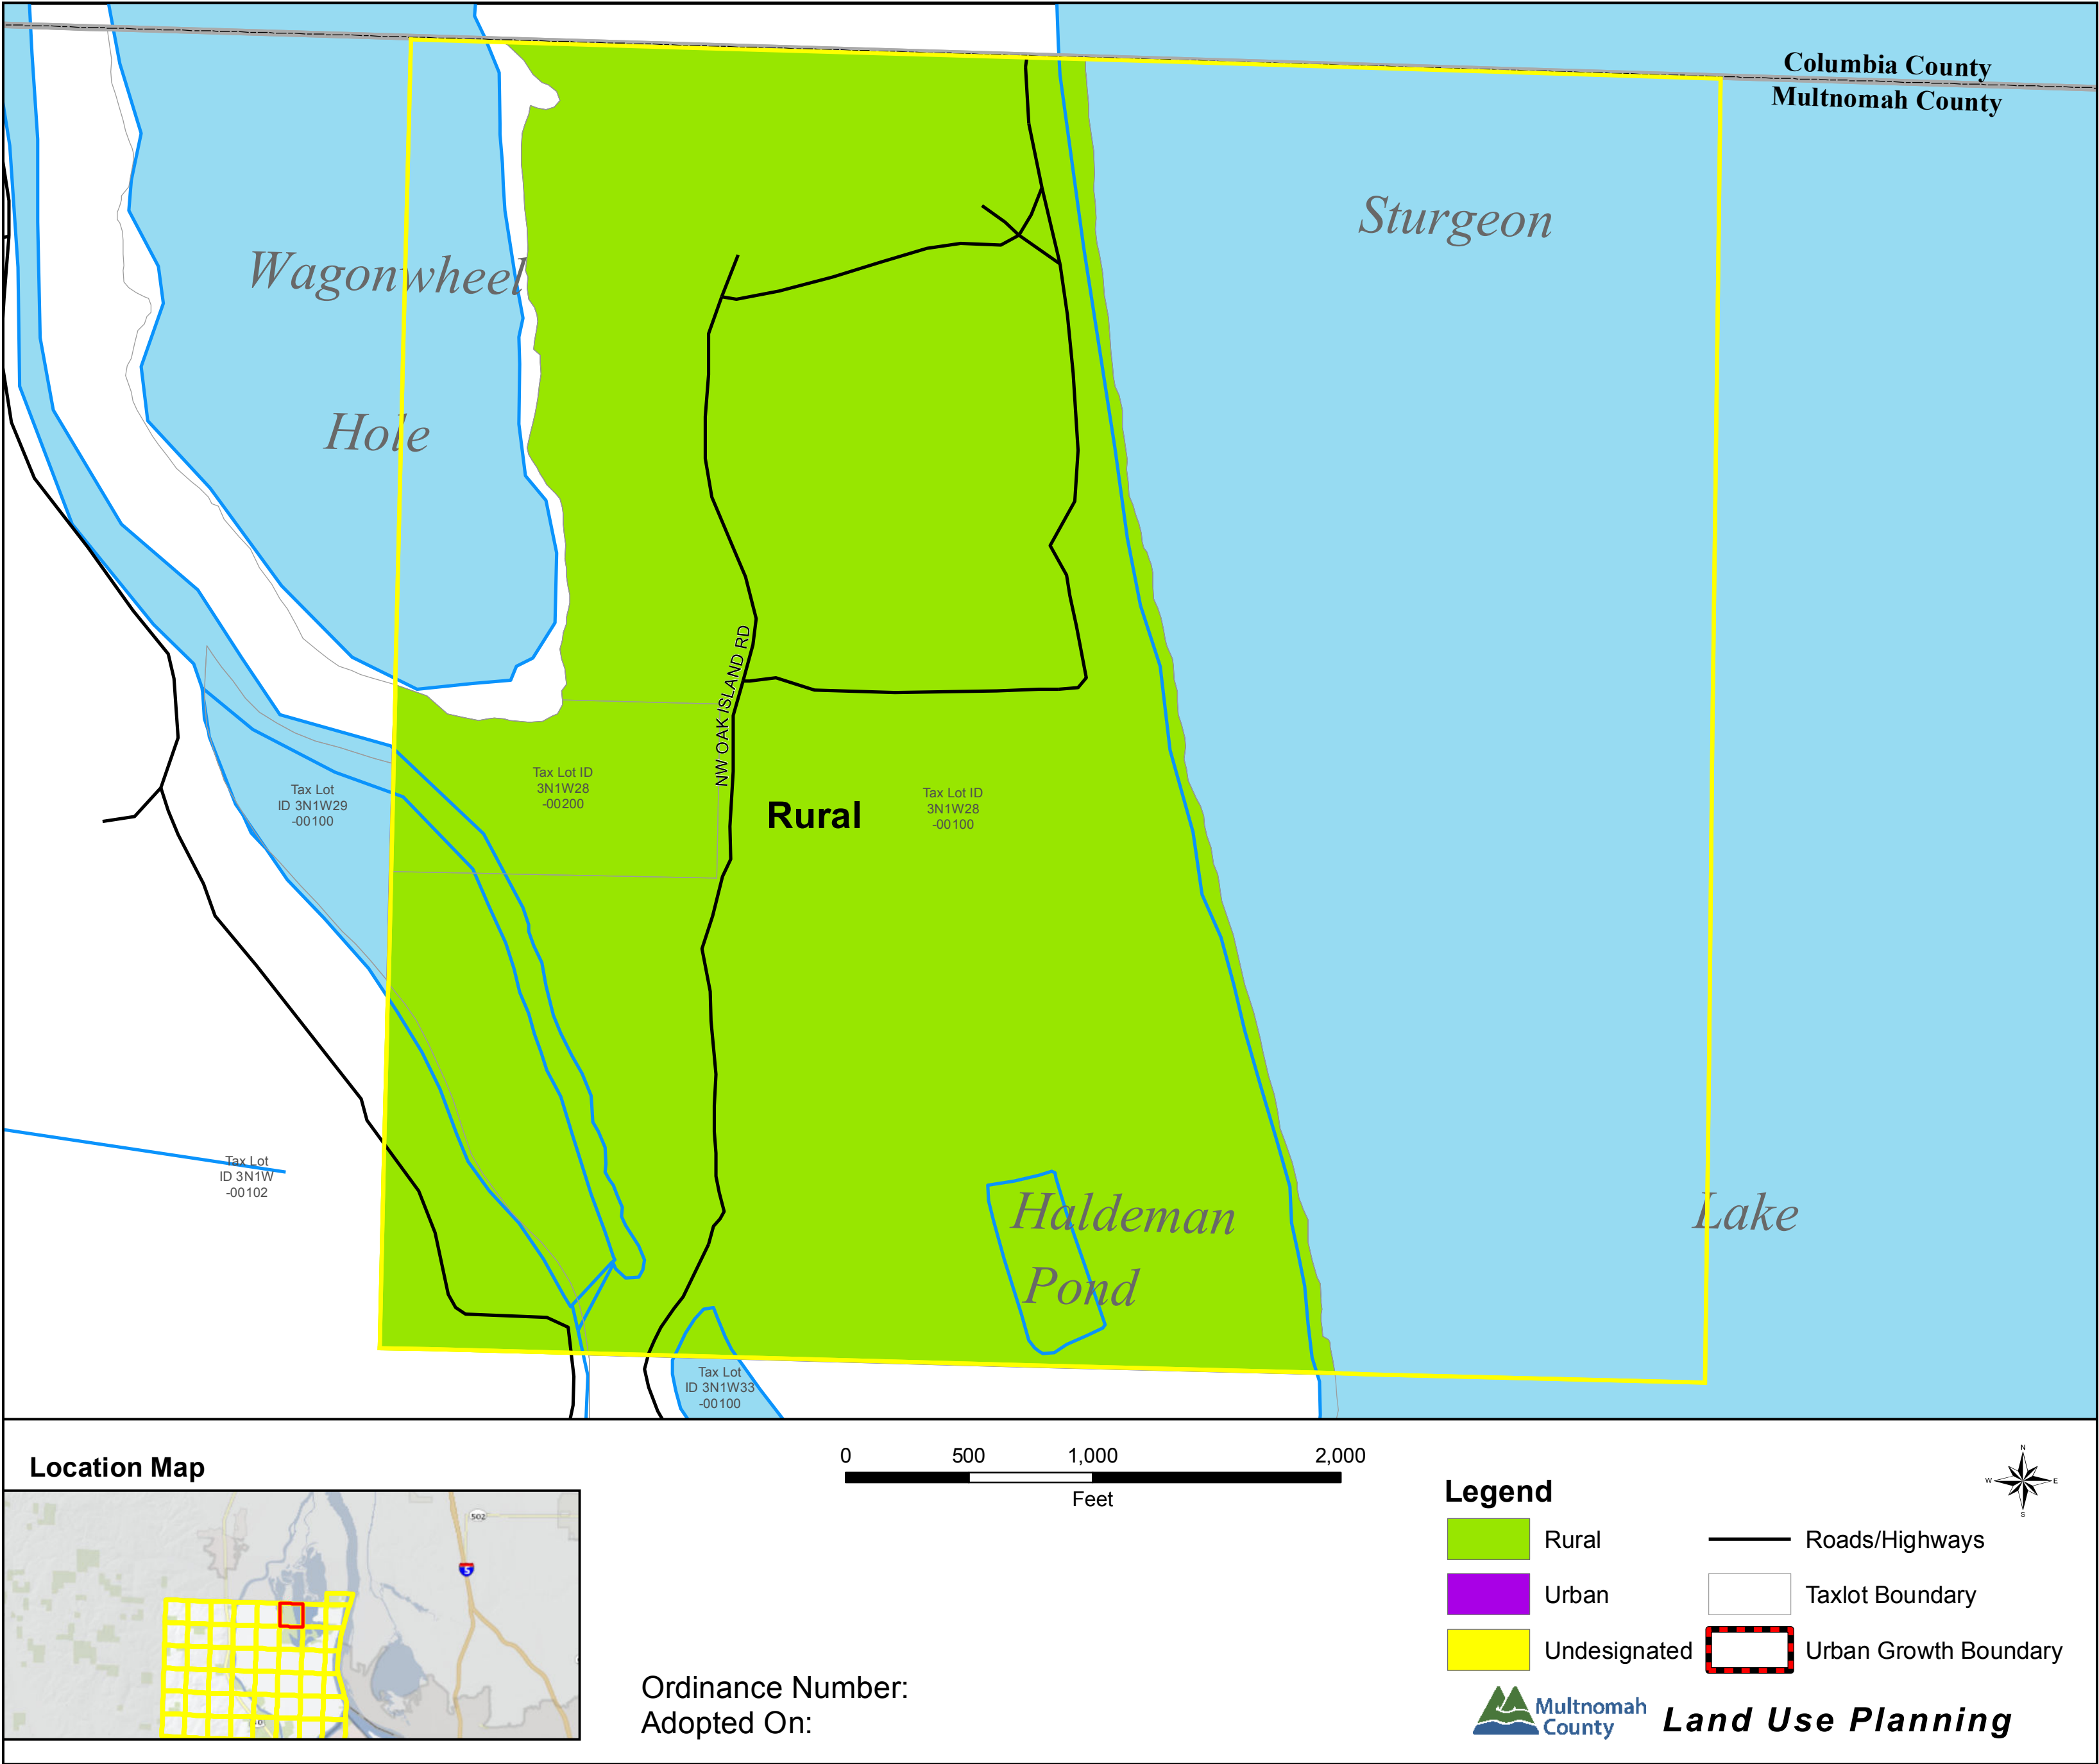 Columbia County
Multnomah County
Sturgeon
Wagonwheel
Hole
NW OAK ISLAND RD
Tax Lot ID
3N1W28
-00200
Tax Lot
ID 3N1W29
-00100
Rural
Tax Lot ID
3N1W28
-00100
Tax Lot
ID 3N1W
-00102
Haldeman
Pond
Lake
Tax Lot
ID 3N1W33
-00100
Location Map
502
5
0 500 1,000 2,000
Feet
N
W E
S
Legend
Rural
Urban
Undesignated
Roads/Highways
Taxlot Boundary
Urban Growth Boundary
Ordinance Number:
Adopted On:
Multnomah
County
Land Use Planning